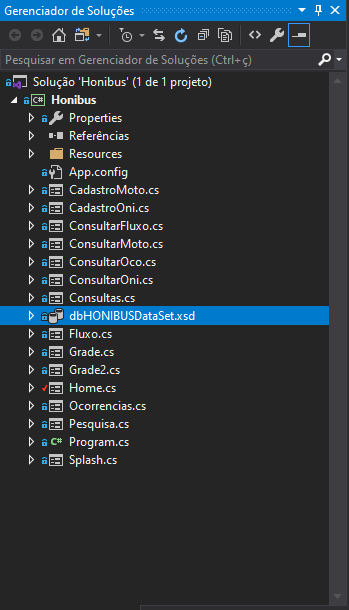 Gerenciador de Soluções
Pesquisar em Gerenciador de Soluções (Ctrl+ç)
Solução 'Honibus' (1 de 1 projeto)
C# Honibus
Properties
Referências
Resources
App.config
CadastroMoto.cs
CadastroOni.cs
ConsultarFluxo.cs
ConsultarMoto.cs
ConsultarOco.cs
ConsultarOni.cs
Consultas.cs
dbHONIBUSDataSet.xsd
Fluxo.cs
Grade.cs
Grade2.cs
Home.cs
Ocorrencias.cs
Pesquisa.cs
C# Program.cs
Splash.cs